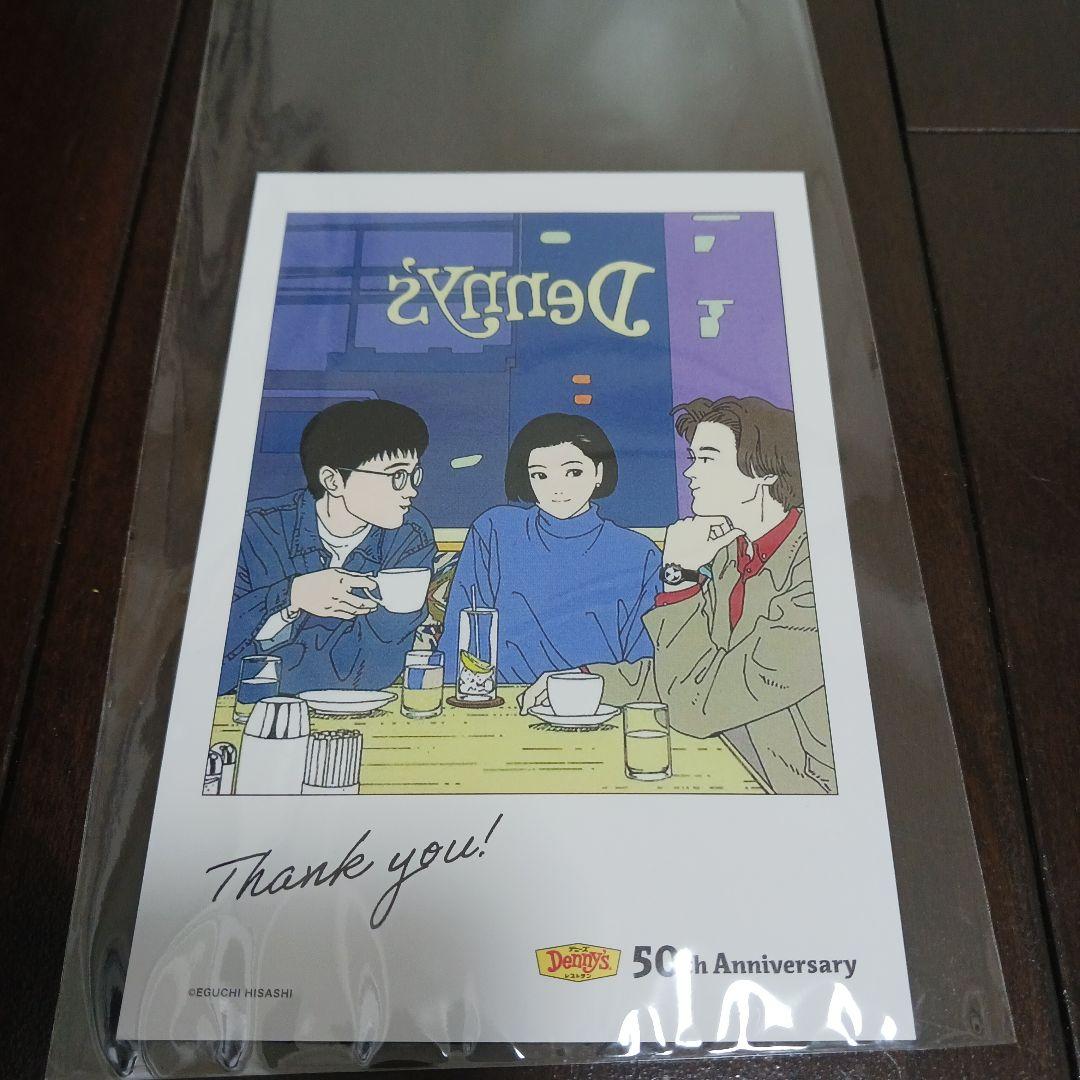 Denny's
Thank you!
デニーズ
Denny's
レストラン
50th Anniversary
©EGUCHI HISASHI